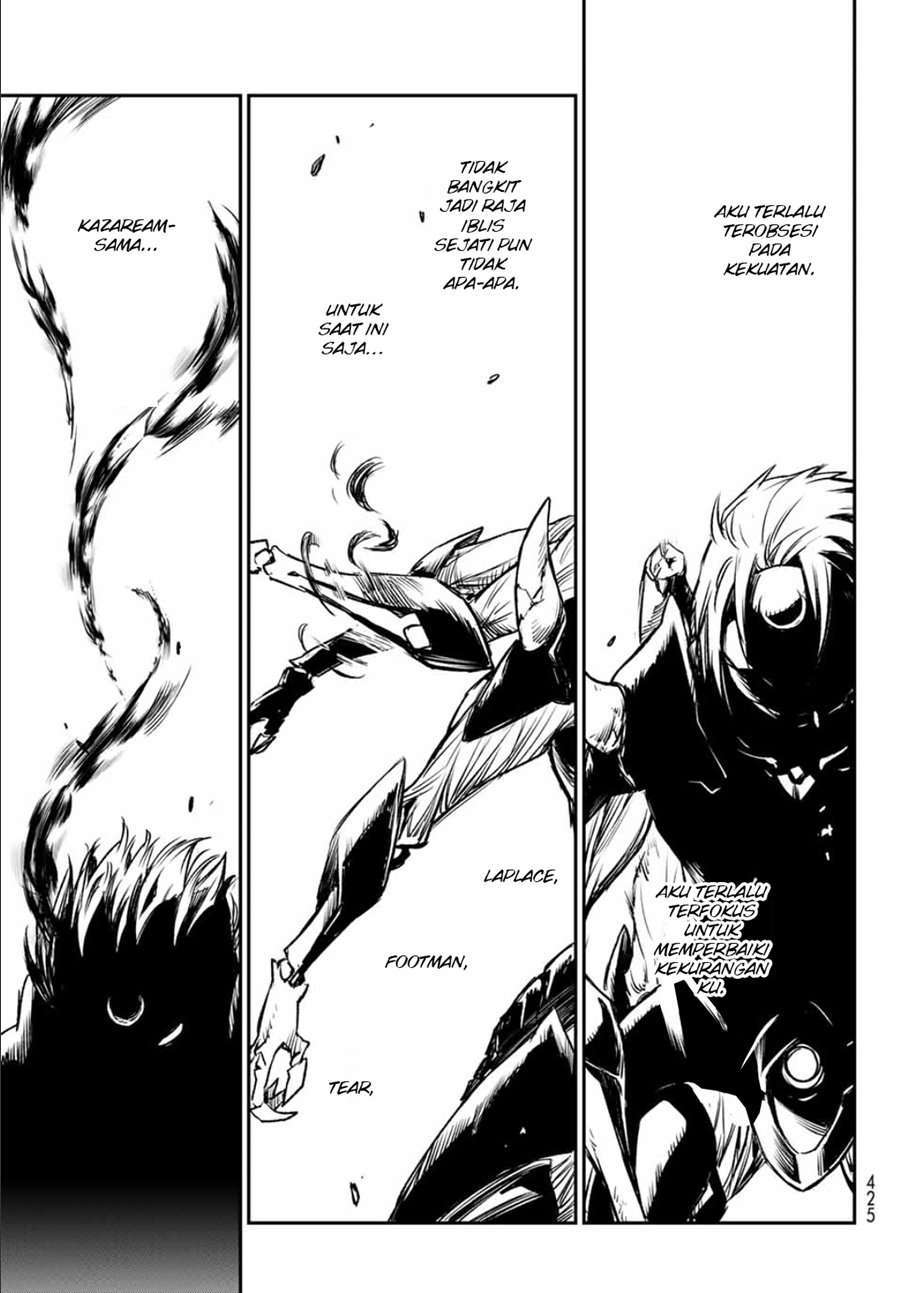 AKU TERLALU
TEROBSESI
PADA
KEKUATAN.
AKU TERLALU
TERFOKUS
UNTUK
MEMPERBAIKI
KEKURANGAN
KU.
TIDAK
BANGKIT
JADI RAJA
IBLIS
SEJATI PUN
TIDAK
APA-APA.
UNTUK
SAAT INI
SAJA...
LAPLACE,
FOOTMAN,
TEAR,
KAZAREAM-
SAMA...
425